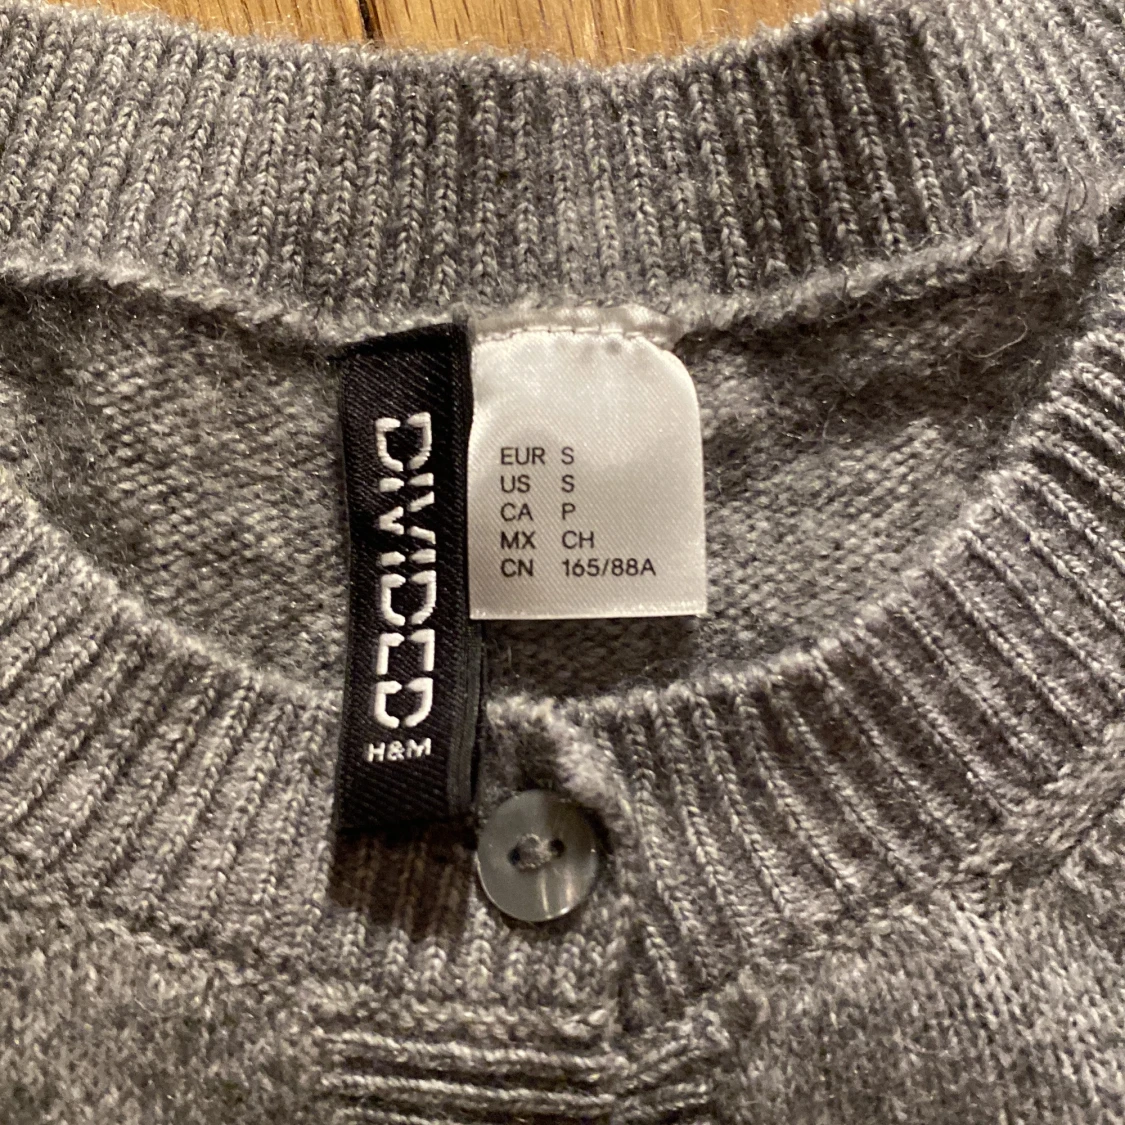 DIVIDED
H&M
EUR S
US S
CA P
MX CH
CN 165/88A